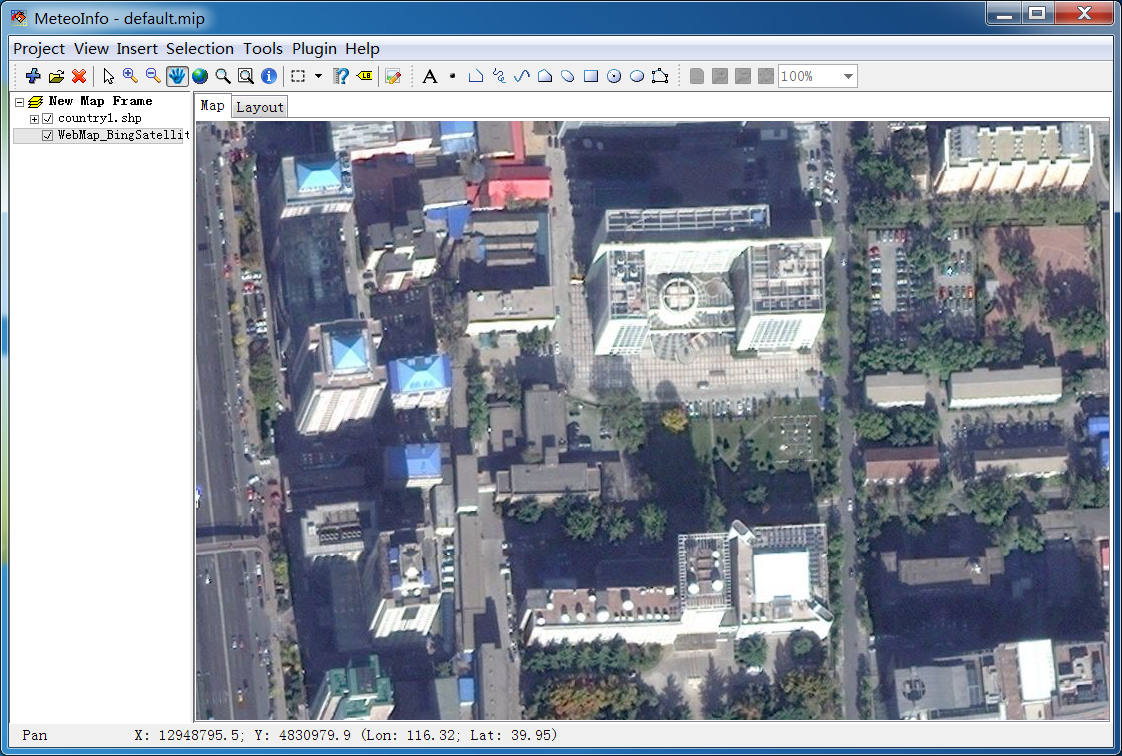 MeteoInfo - default.mip
Project View Insert Selection Tools Plugin Help
LB
A
100%
New Map Frame
country1.shp
WebMap_BingSatellit
Map Layout
Pan X: 12948795.5; Y: 4830979.9 (Lon: 116.32; Lat: 39.95)